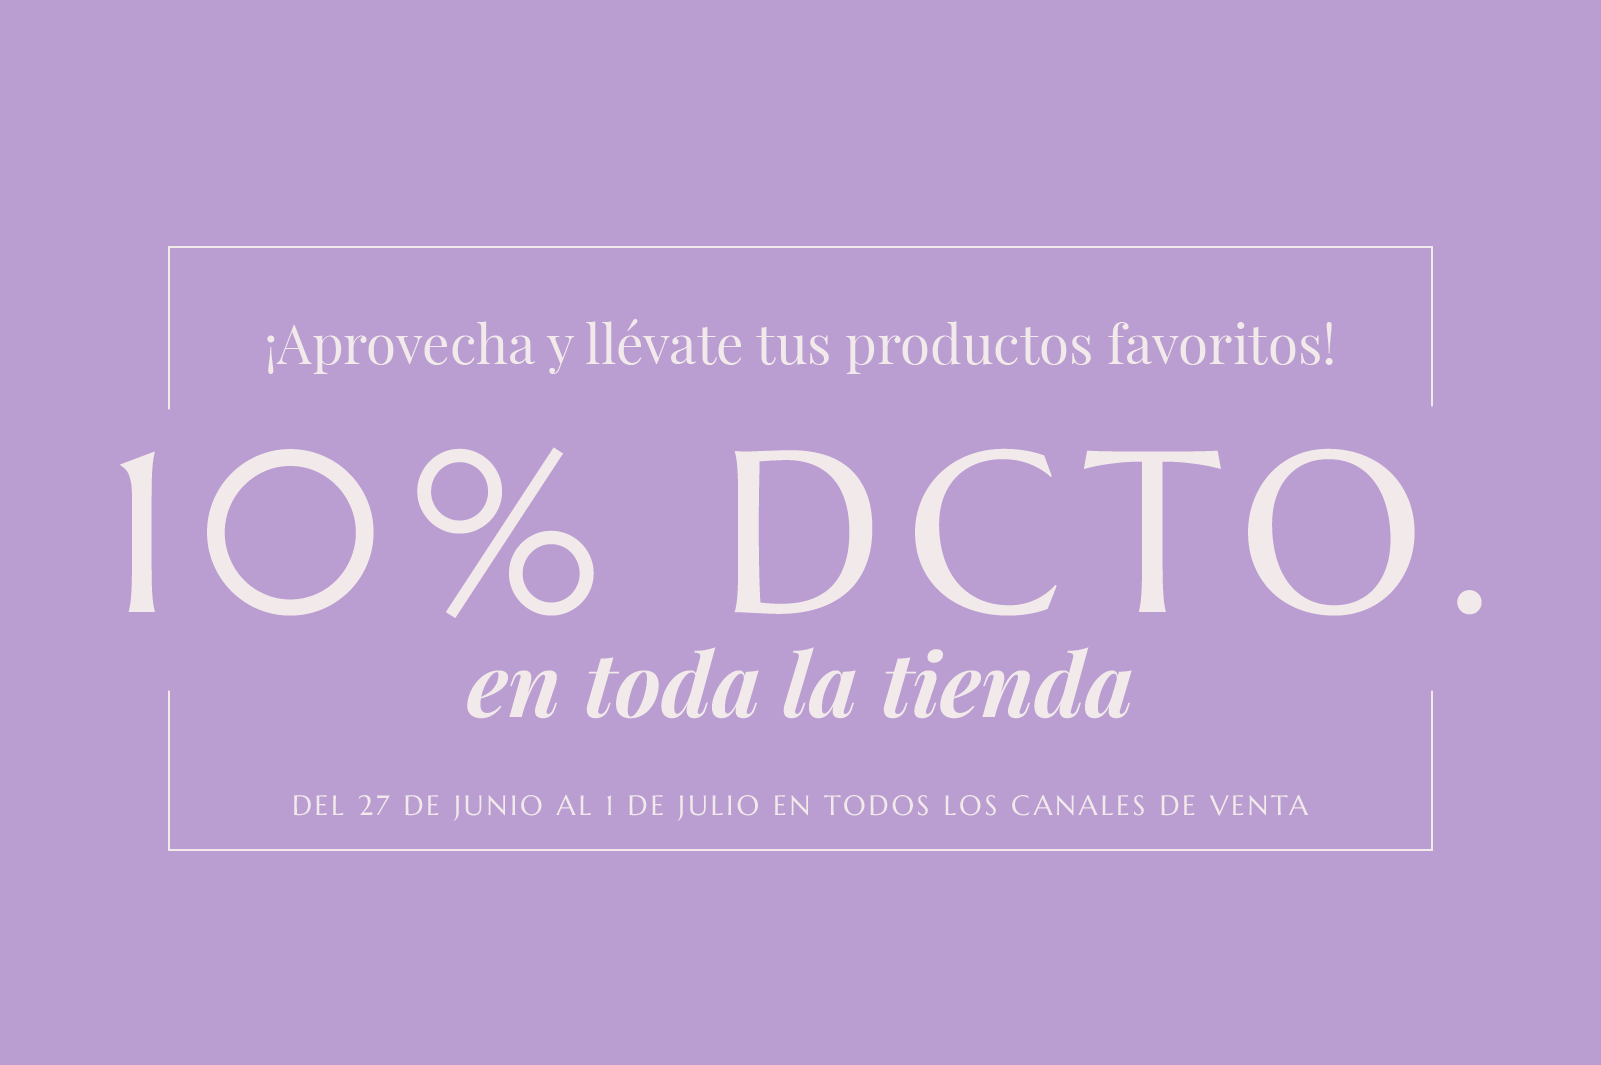 ¡Aprovecha y llévate tus productos favoritos!
10% DCTO.
en toda la tienda
DEL 27 DE JUNIO AL 1 DE JULIO EN TODOS LOS CANALES DE VENTA